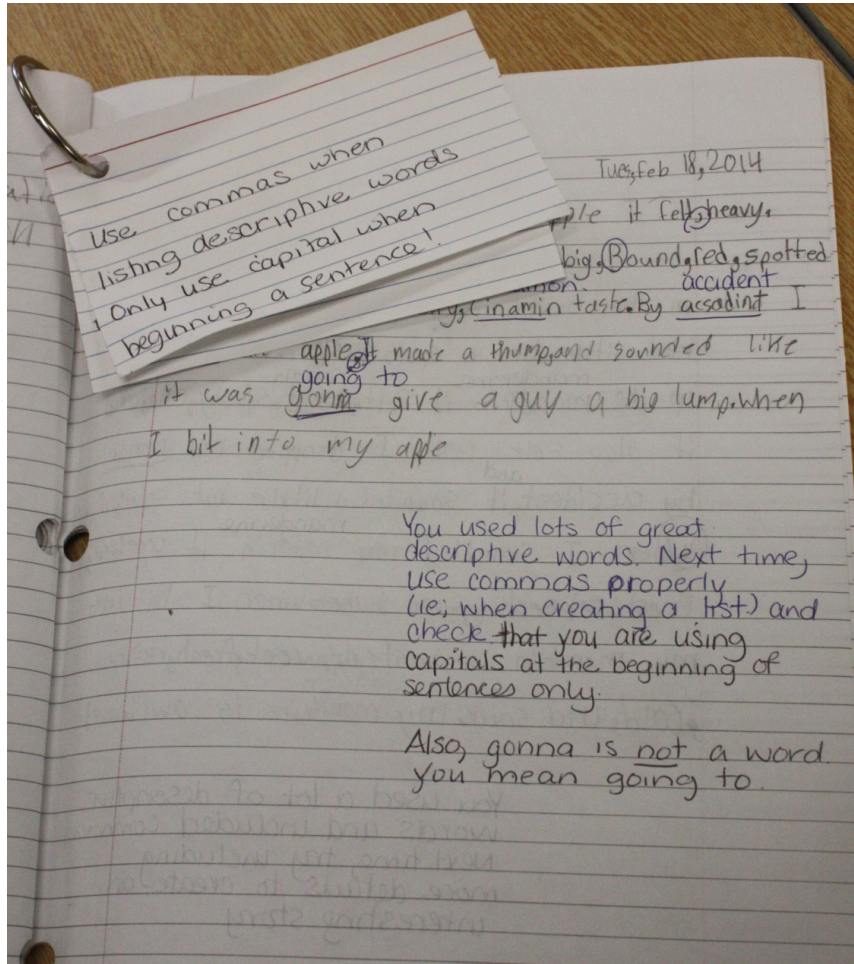 use commas when
listing descriptive words
, Only use capital when
beginning a sentence!
Tues, Feb 18, 2014
it felt, heavy.
big, Round, red, spotted
accident
cinamin taste. By acsadint I
apple. It made a thump, and sounded like
going to
it was gonna give a guy a big lump. when
I bit into my apple
You used lots of great
descriptive words. Next time,
use commas properly
(ie; when creating a list.) and
check that you are using
capitals at the beginning of
sentences only.
Also, gonna is not a word.
you mean going to.